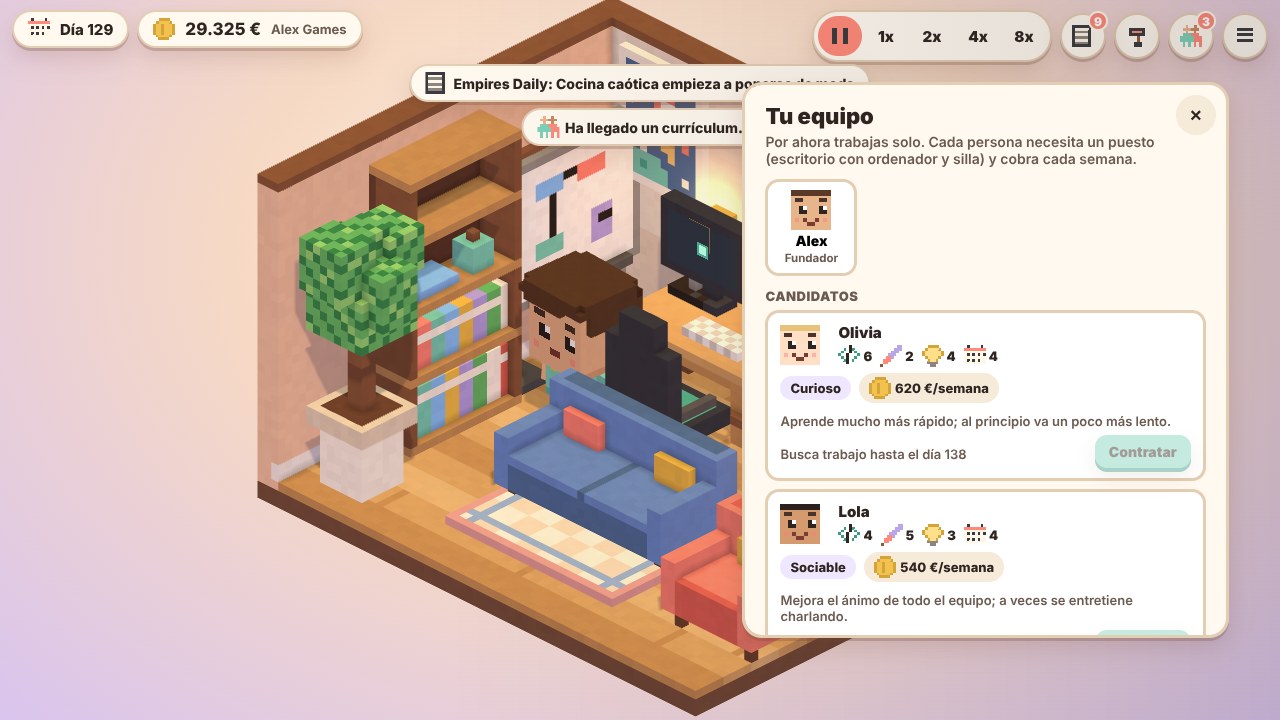 Día 129
29.325 €
Alex Games
1x
2x
4x
8x
9
3
Empires Daily: Cocina caótica empieza a
Ha llegado un currículum.
Tu equipo
Por ahora trabajas solo. Cada persona necesita un puesto
(escritorio con ordenador y silla) y cobra cada semana.
Alex
Fundador
CANDIDATOS
Olivia
6
2
4
4
Curioso
620 €/semana
Aprende mucho más rápido; al principio va un poco más lento.
Busca trabajo hasta el día 138
Contratar
Lola
4
5
3
4
Sociable
540 €/semana
Mejora el ánimo de todo el equipo; a veces se entretiene
charlando.